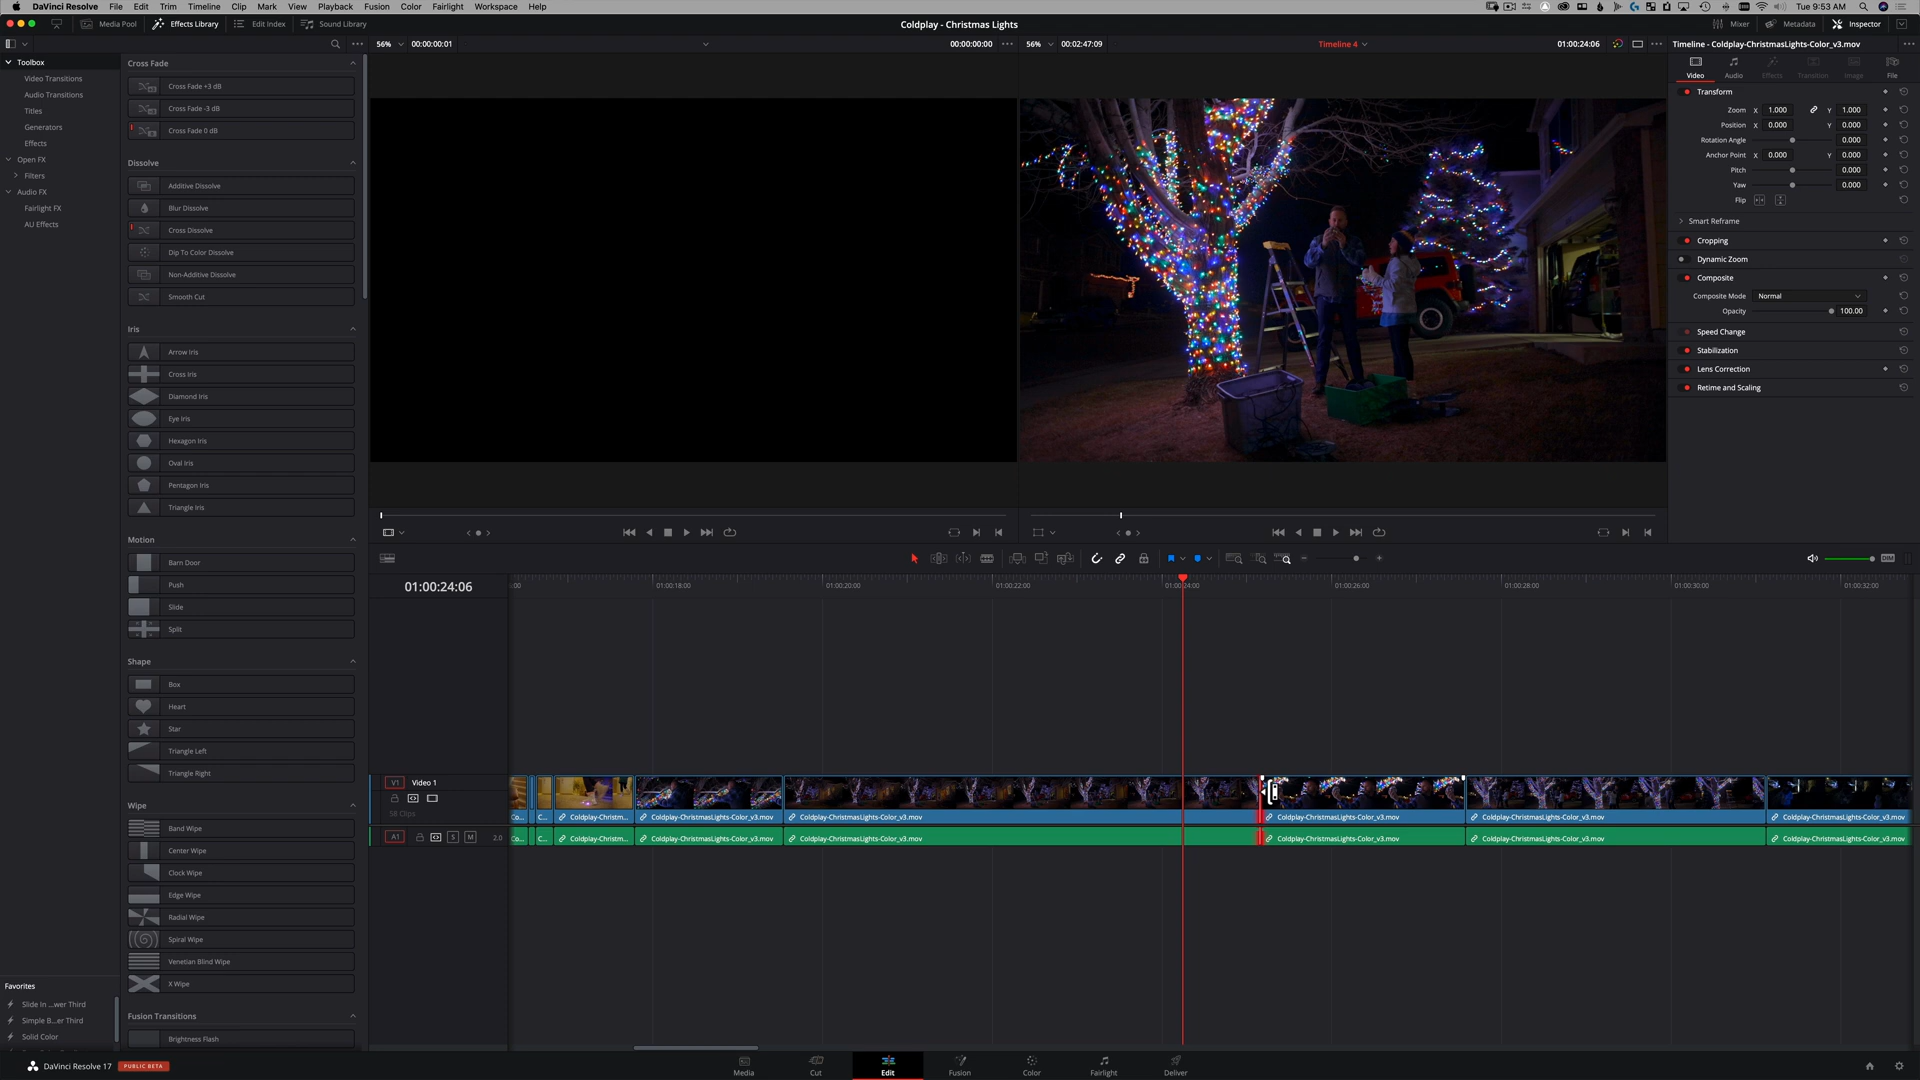 DaVinci Resolve File Edit Trim Timeline Clip Mark View Playback Fusion Color Fairlight Workspace Help
Tue 9:53 AM
Media Pool Effects Library Edit Index Sound Library
Coldplay - Christmas Lights
Mixer Metadata Inspector
56% 00:00:00:01
00:00:00:00
56% 00:02:47:09
Timeline 4
01:00:24:06
Timeline - Coldplay-ChristmasLights-Color_v3.mov
Toolbox
Video Transitions
Audio Transitions
Titles
Generators
Effects
Open FX
Filters
Audio FX
Fairlight FX
AU Effects
Cross Fade
Cross Fade +3 dB
Cross Fade -3 dB
Cross Fade 0 dB
Dissolve
Additive Dissolve
Blur Dissolve
Cross Dissolve
Dip To Color Dissolve
Non-Additive Dissolve
Smooth Cut
Iris
Arrow Iris
Cross Iris
Diamond Iris
Eye Iris
Hexagon Iris
Oval Iris
Pentagon Iris
Triangle Iris
Motion
Barn Door
Push
Slide
Split
Shape
Box
Heart
Star
Triangle Left
Triangle Right
Wipe
Band Wipe
Center Wipe
Clock Wipe
Edge Wipe
Radial Wipe
Spiral Wipe
Venetian Blind Wipe
X Wipe
Fusion Transitions
Brightness Flash
Favorites
Slide In ...wer Third
Simple B...er Third
Solid Color
Video Audio Effects Transition Image File
Transform
Zoom X 1.000 Y 1.000
Position X 0.000 Y 0.000
Rotation Angle 0.000
Anchor Point X 0.000 Y 0.000
Pitch 0.000
Yaw 0.000
Flip
Smart Reframe
Cropping
Dynamic Zoom
Composite
Composite Mode Normal
Opacity 100.00
Speed Change
Stabilization
Lens Correction
Retime and Scaling
DIM
01:00:24:06
:00 01:00:18:00 01:00:20:00 01:00:22:00 01:00:24:00 01:00:26:00 01:00:28:00 01:00:30:00 01:00:32:00
V1 Video 1
58 Clips
Co... C... Coldplay-Christm... Coldplay-ChristmasLights-Color_v3.mov Coldplay-ChristmasLights-Color_v3.mov Coldplay-ChristmasLights-Color_v3.mov Coldplay-ChristmasLights-Color_v3.mov Coldplay-ChristmasLights-Color_v3.mov
A1 S M 2.0
Co... C... Coldplay-Christm... Coldplay-ChristmasLights-Color_v3.mov Coldplay-ChristmasLights-Color_v3.mov Coldplay-ChristmasLights-Color_v3.mov Coldplay-ChristmasLights-Color_v3.mov Coldplay-ChristmasLights-Color_v3.mov
DaVinci Resolve 17 PUBLIC BETA
Media Cut Edit Fusion Color Fairlight Deliver